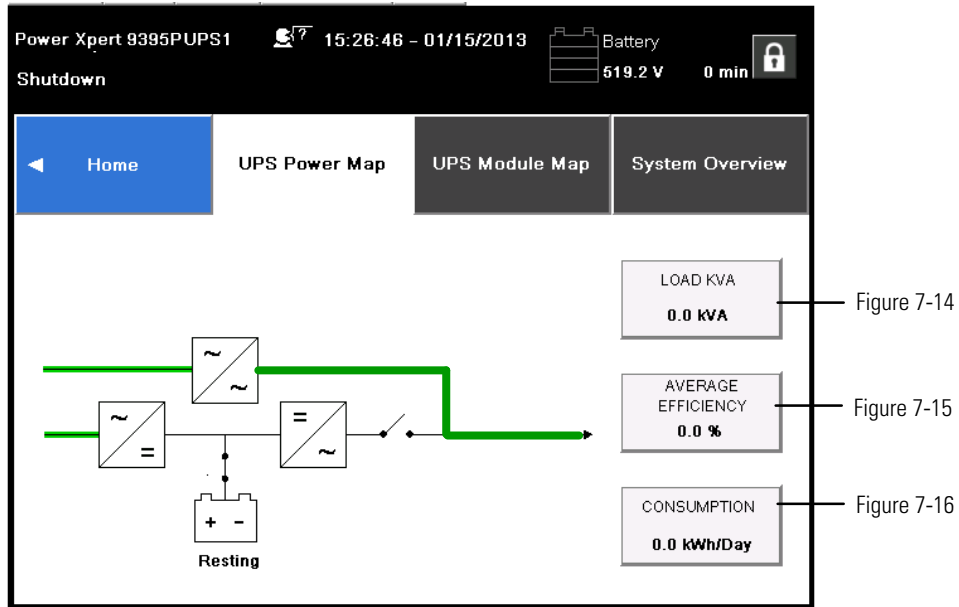 Power Xpert 9395PUPS1
15:26:46 - 01/15/2013
Battery
Shutdown
519.2 V
0 min
Home
UPS Power Map
UPS Module Map
System Overview
LOAD KVA
0.0 kVA
Figure 7-14
AVERAGE
EFFICIENCY
0.0 %
Figure 7-15
CONSUMPTION
0.0 kWh/Day
Figure 7-16
~
~
~
=
=
~
+ -
Resting